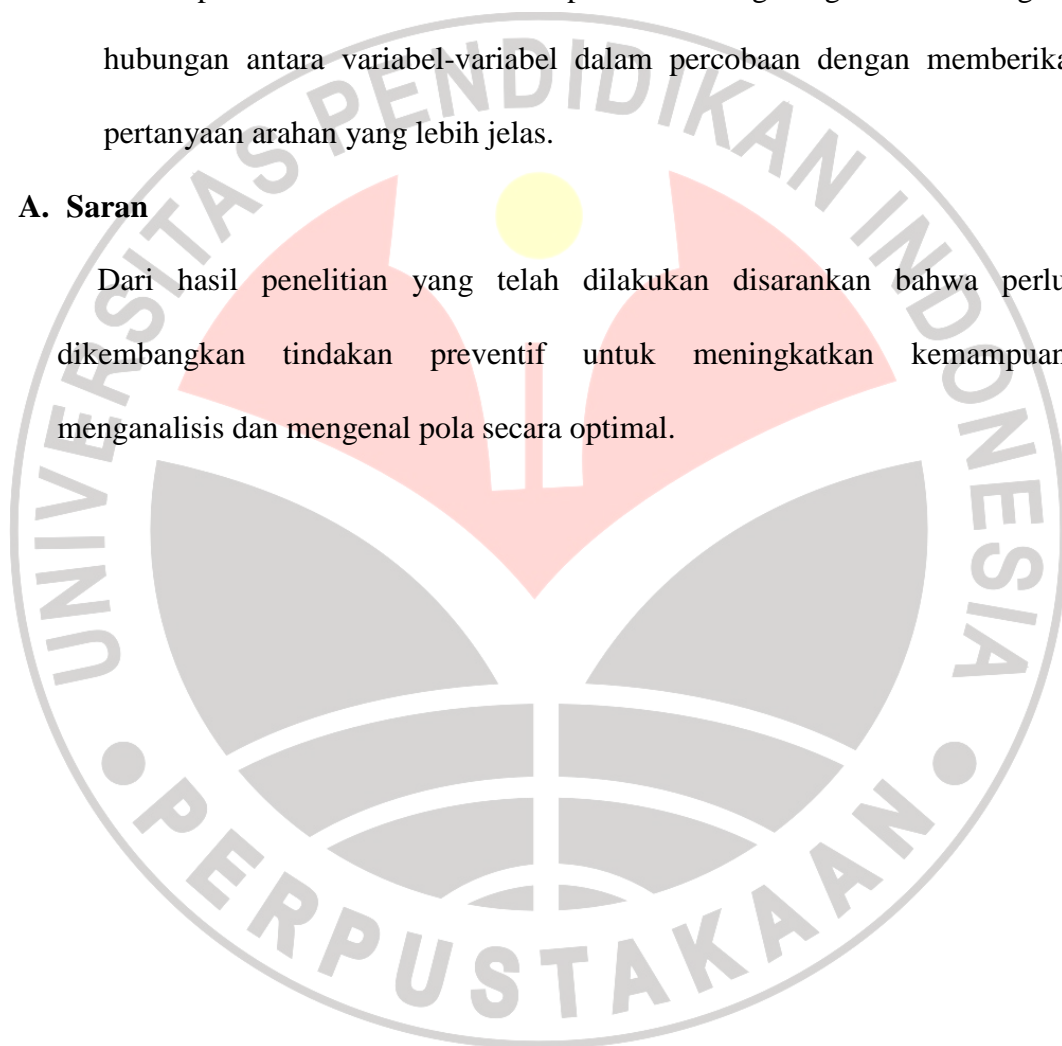 hubungan antara variabel-variabel dalam percobaan dengan memberika
pertanyaan arahan yang lebih jelas.
A. Saran
Dari hasil penelitian yang telah dilakukan disarankan bahwa perlu
dikembangkan tindakan preventif untuk meningkatkan kemampuan
menganalisis dan mengenal pola secara optimal.
UNIVERSITAS PENDIDIKAN INDONESIA
PERPUSTAKAAN